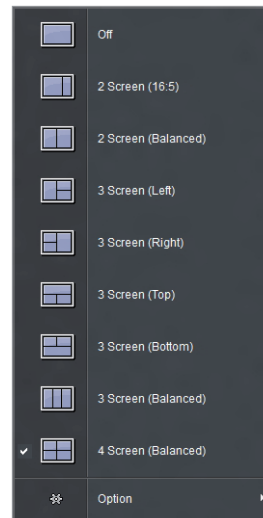 Off
2 Screen (16:5)
2 Screen (Balanced)
3 Screen (Left)
3 Screen (Right)
3 Screen (Top)
3 Screen (Bottom)
3 Screen (Balanced)
4 Screen (Balanced)
Option